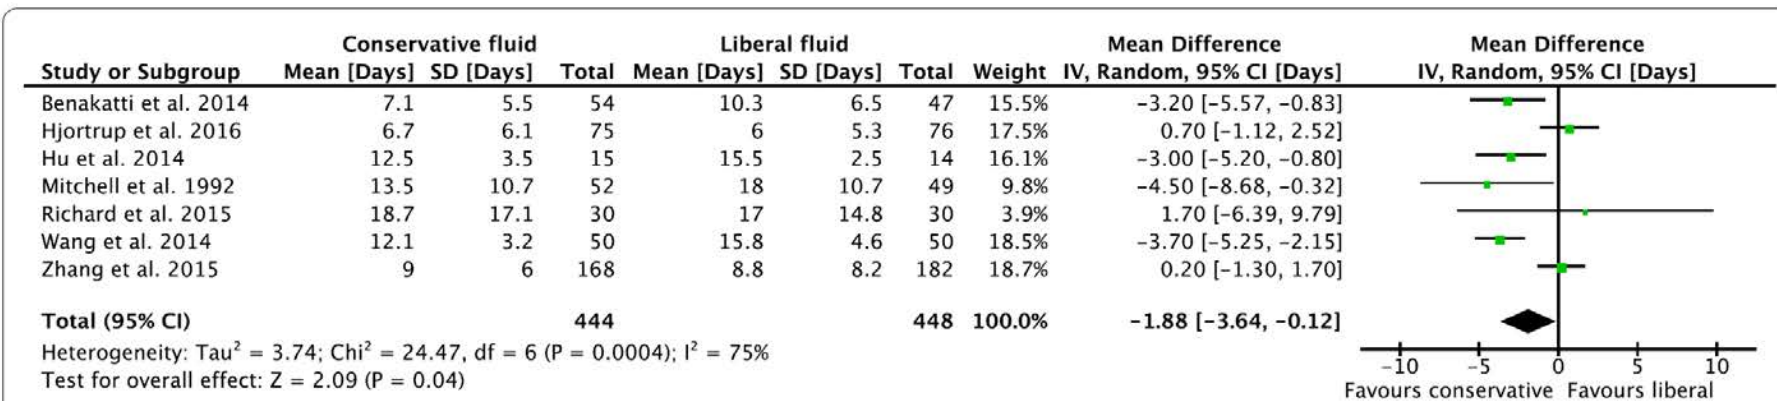 Conservative fluid Liberal fluid Mean Difference Mean Difference
Study or Subgroup Mean [Days] SD [Days] Total Mean [Days] SD [Days] Total Weight IV, Random, 95% CI [Days] IV, Random, 95% CI [Days]
Benakatti et al. 2014 7.1 5.5 54 10.3 6.5 47 15.5% -3.20 [-5.57, -0.83]
Hjortrup et al. 2016 6.7 6.1 75 6 5.3 76 17.5% 0.70 [-1.12, 2.52]
Hu et al. 2014 12.5 3.5 15 15.5 2.5 14 16.1% -3.00 [-5.20, -0.80]
Mitchell et al. 1992 13.5 10.7 52 18 10.7 49 9.8% -4.50 [-8.68, -0.32]
Richard et al. 2015 18.7 17.1 30 17 14.8 30 3.9% 1.70 [-6.39, 9.79]
Wang et al. 2014 12.1 3.2 50 15.8 4.6 50 18.5% -3.70 [-5.25, -2.15]
Zhang et al. 2015 9 6 168 8.8 8.2 182 18.7% 0.20 [-1.30, 1.70]
Total (95% CI) 444 448 100.0% -1.88 [-3.64, -0.12]
Heterogeneity: Tau² = 3.74; Chi² = 24.47, df = 6 (P = 0.0004); I² = 75%
Test for overall effect: Z = 2.09 (P = 0.04)
-10 -5 0 5 10
Favours conservative Favours liberal